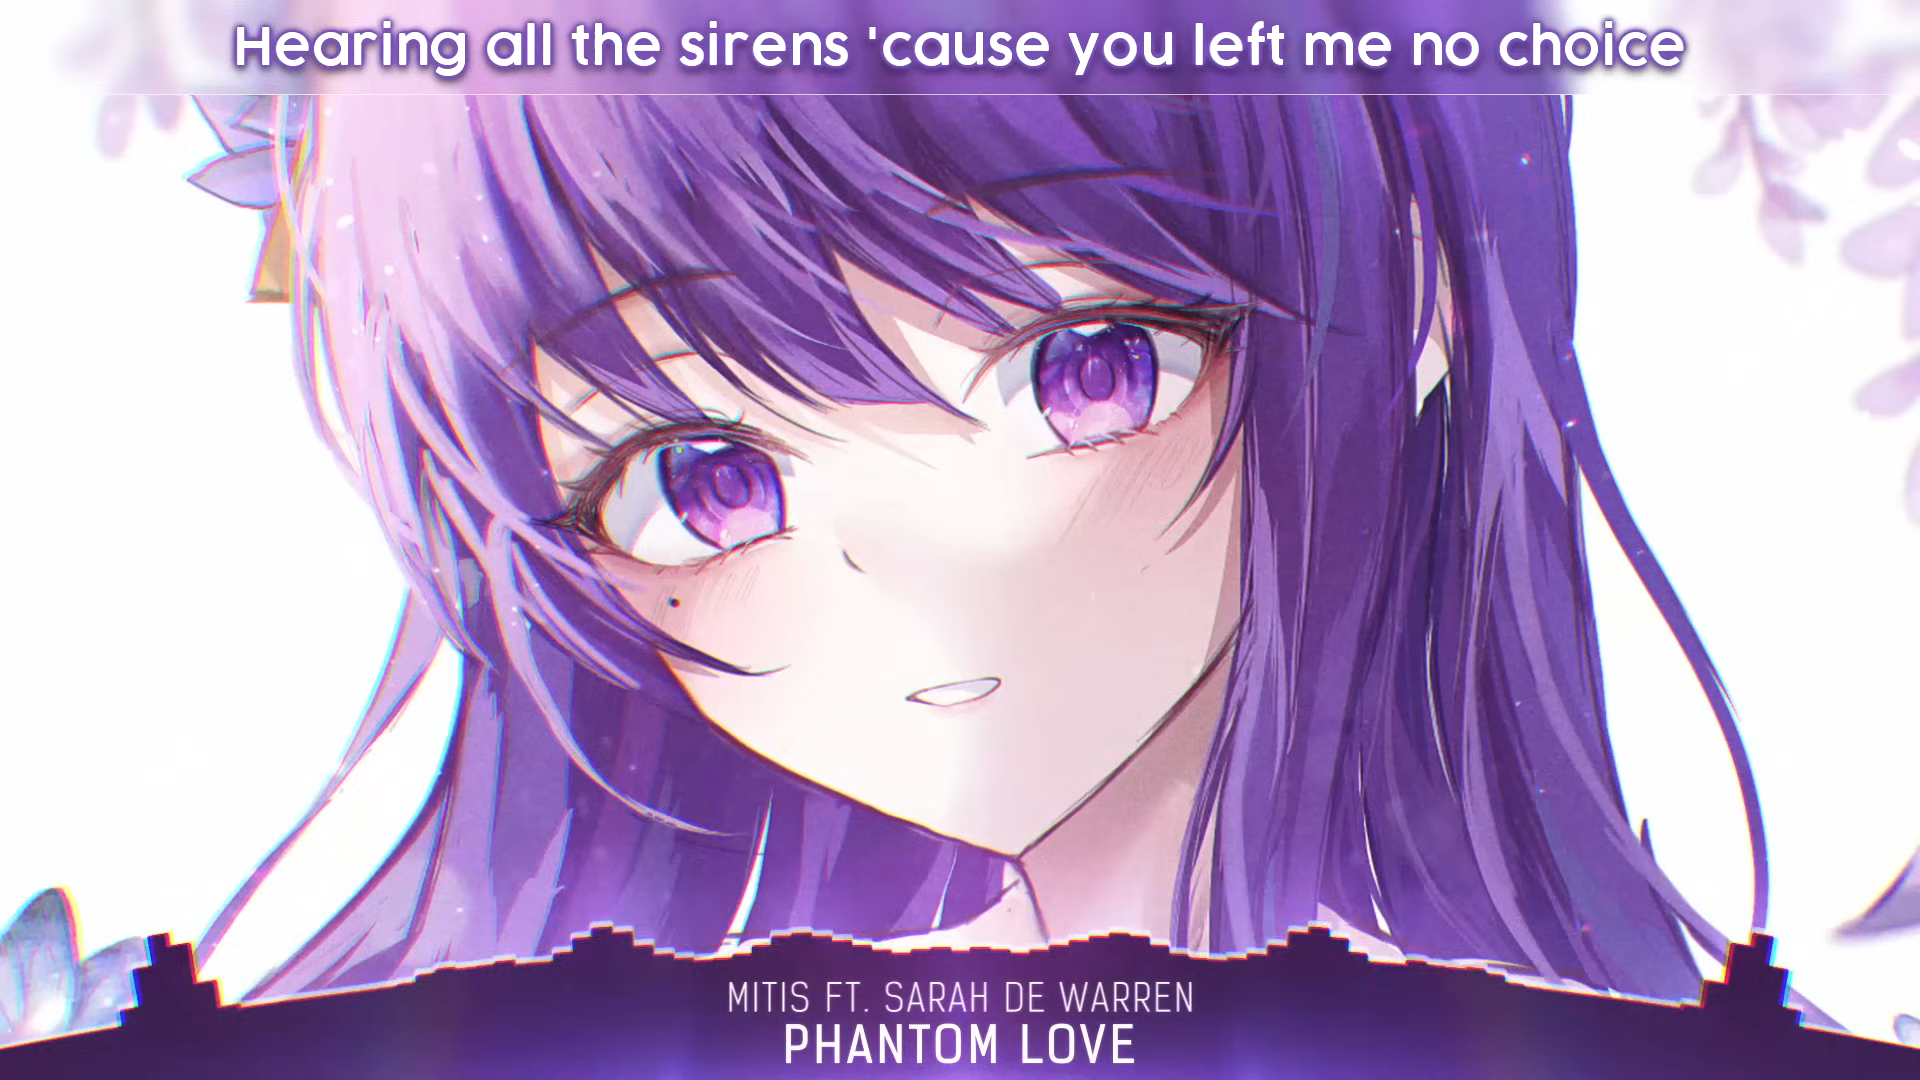 Hearing all the sirens 'cause you left me no choice
MITIS FT. SARAH DE WARREN
PHANTOM LOVE